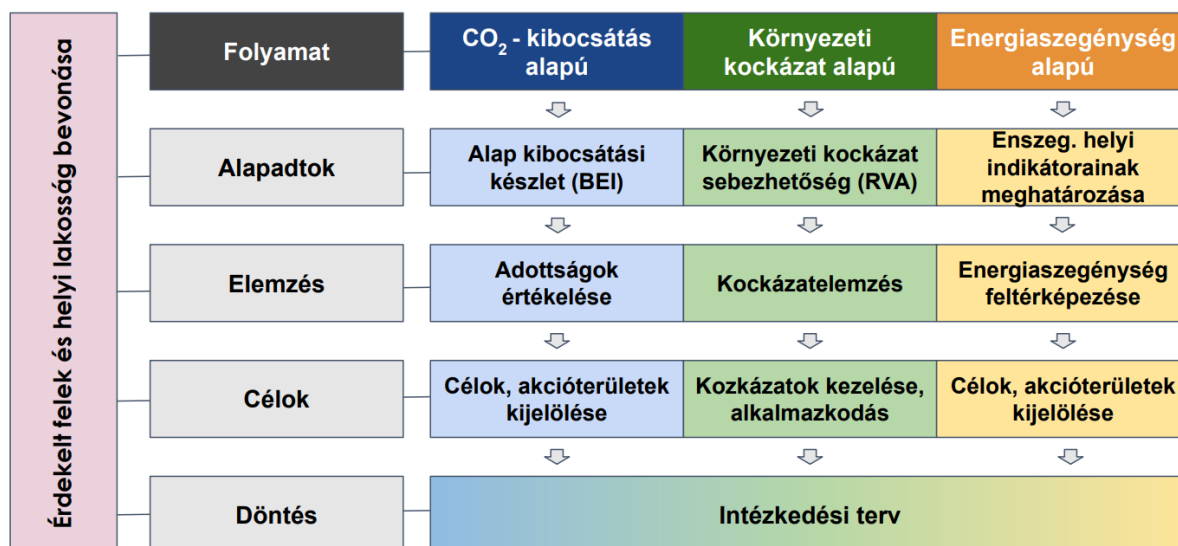 Érdekelt felek és helyi lakosság bevonása
Folyamat
CO₂ - kibocsátás
alapú
Környezeti
kockázat alapú
Energiaszegénység
alapú
Alapadtok
Alap kibocsátási
készlet (BEI)
Környezeti kockázat
sebezhetőség (RVA)
Enszeg. helyi
indikátorainak
meghatározása
Elemzés
Adottságok
értékelése
Kockázatelemzés
Energiaszegénység
feltérképezése
Célok
Célok, akcióterületek
kijelölése
Kozkázatok kezelése,
alkalmazkodás
Célok, akcióterületek
kijelölése
Döntés
Intézkedési terv